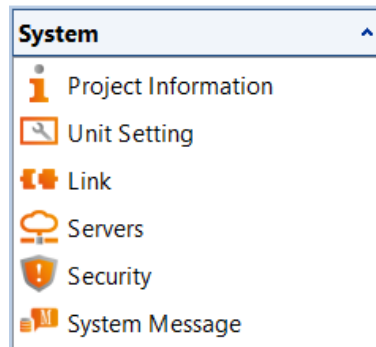 System
Project Information
Unit Setting
Link
Servers
Security
M
System Message